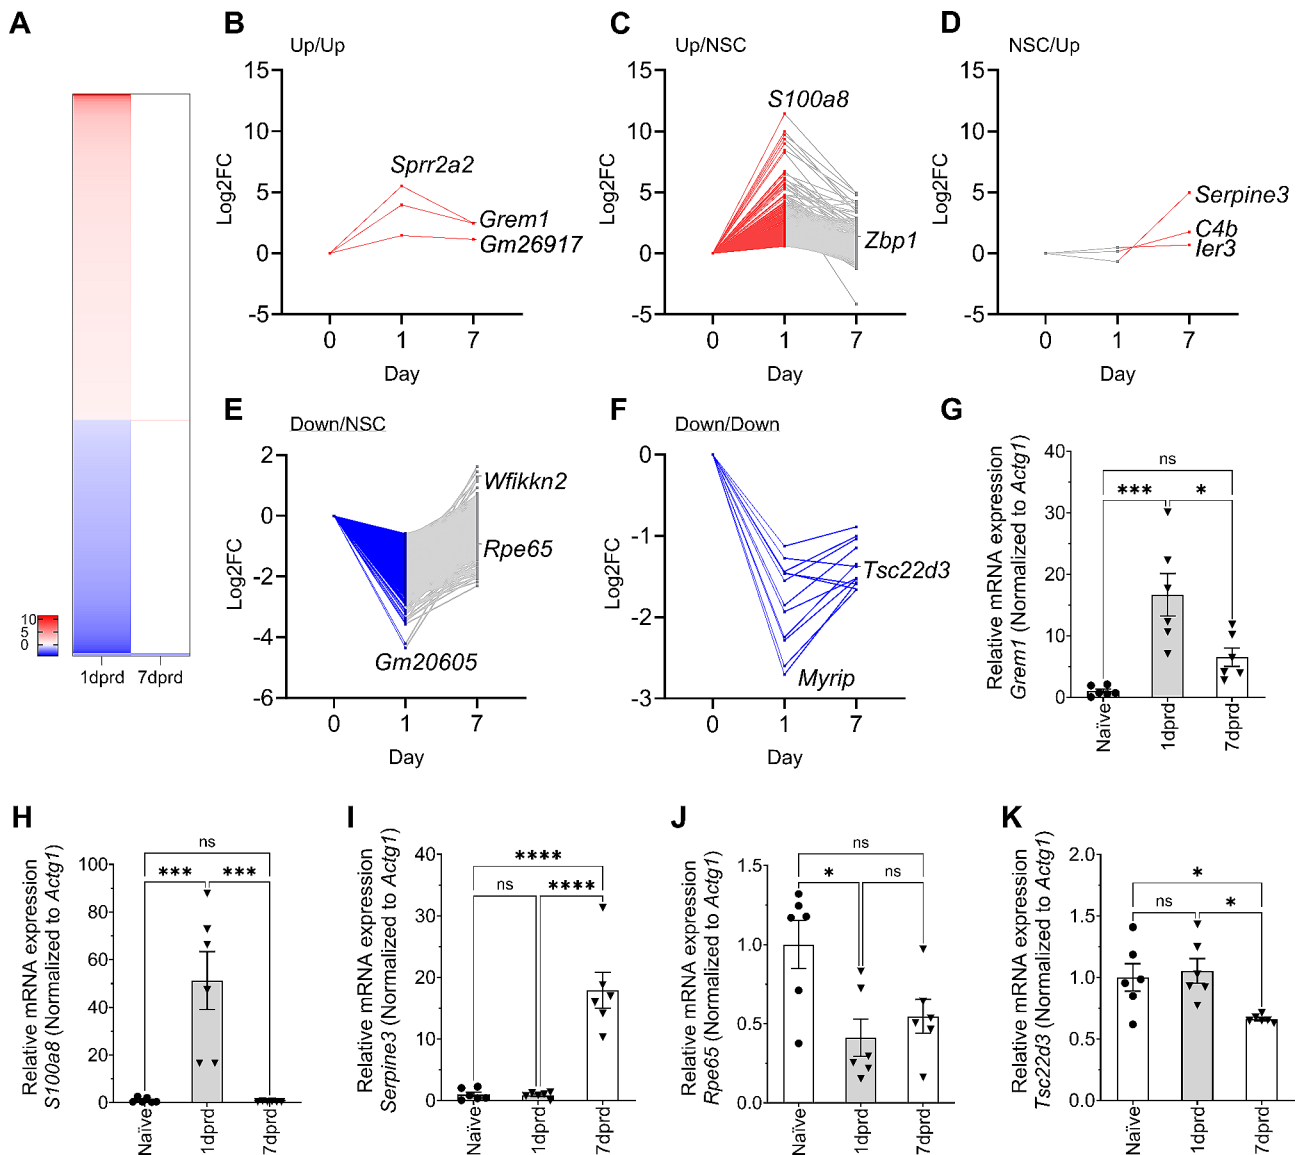 A
10
5
0
1dprd
7dprd
B
Up/Up
Log2FC
15
10
5
0
-5
Sprr2a2
Grem1
Gm26917
0
1
7
Day
C
Up/NSC
Log2FC
15
10
5
0
-5
S100a8
Zbp1
0
1
7
Day
D
NSC/Up
Log2FC
15
10
5
0
-5
Serpine3
C4b
Ier3
0
1
7
Day
E
Down/NSC
Log2FC
2
0
-2
-4
-6
Wfikkn2
Rpe65
Gm20605
0
1
7
Day
F
Down/Down
Log2FC
0
-1
-2
-3
Tsc22d3
Myrip
0
1
7
Day
G
Relative mRNA expression
Grem1 (Normalized to Actg1)
40
30
20
10
0
ns
***
*
Naïve
1dprd
7dprd
H
Relative mRNA expression
S100a8 (Normalized to Actg1)
100
80
60
40
20
0
ns
***
***
Naïve
1dprd
7dprd
I
Relative mRNA expression
Serpine3 (Normalized to Actg1)
40
30
20
10
0
****
ns
****
Naïve
1dprd
7dprd
J
Relative mRNA expression
Rpe65 (Normalized to Actg1)
1.5
1.0
0.5
0.0
ns
*
ns
Naïve
1dprd
7dprd
K
Relative mRNA expression
Tsc22d3 (Normalized to Actg1)
2.0
1.5
1.0
0.5
0.0
*
ns
*
Naïve
1dprd
7dprd